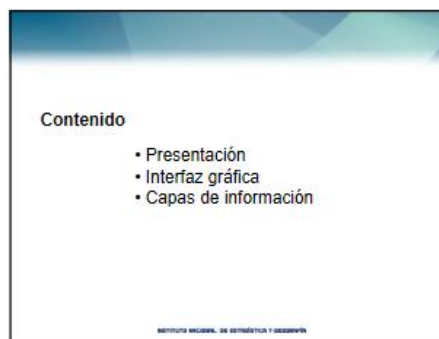 Contenido
• Presentación
• Interfaz gráfica
• Capas de información
INSTITUTO NACIONAL DE ESTADÍSTICA Y GEOGRAFÍA